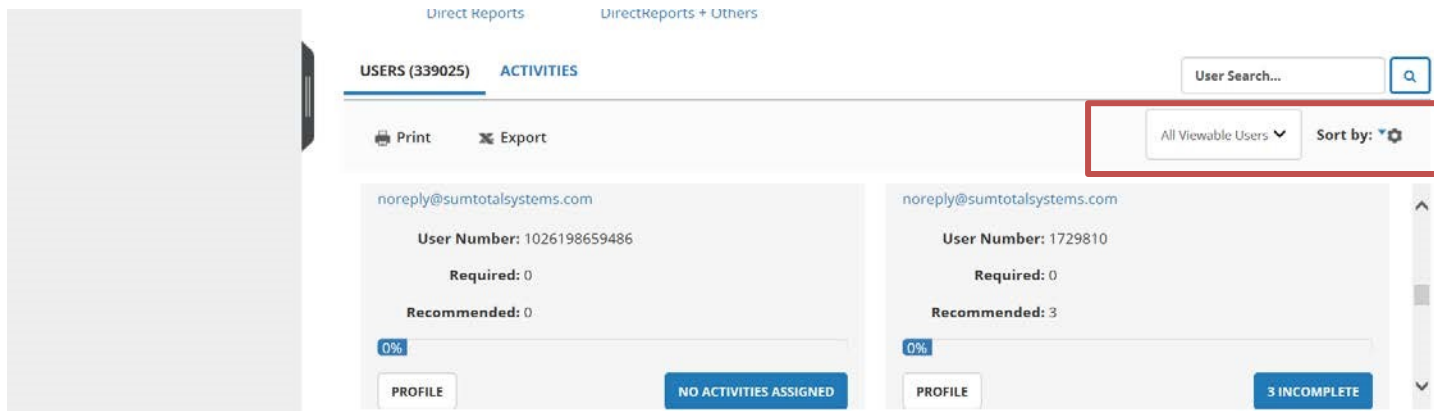 Direct Reports DirectReports + Others
USERS (339025) ACTIVITIES User Search...
Print Export All Viewable Users Sort by:
noreply@sumtotalsystems.com noreply@sumtotalsystems.com
User Number: 1026198659486 User Number: 1729810
Required: 0 Required: 0
Recommended: 0 Recommended: 3
0% 0%
PROFILE NO ACTIVITIES ASSIGNED PROFILE 3 INCOMPLETE